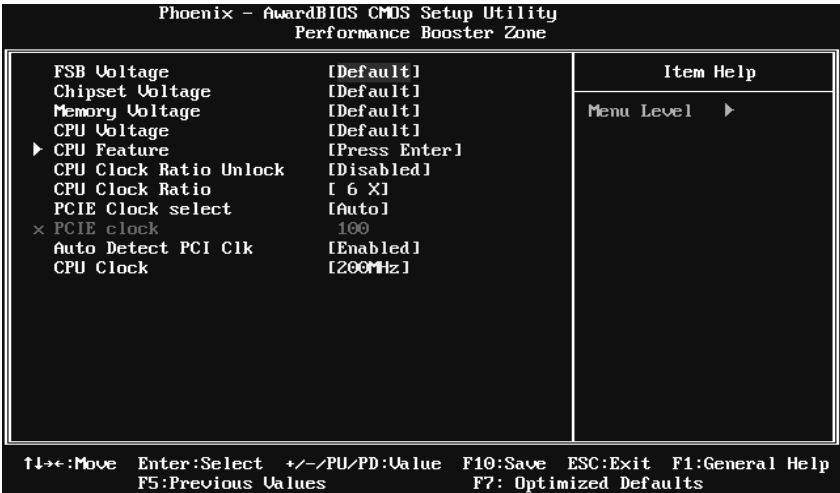 Phoenix - AwardBIOS CMOS Setup Utility
Performance Booster Zone
FSB Voltage [Default]
Chipset Voltage [Default]
Memory Voltage [Default]
CPU Voltage [Default]
▶ CPU Feature [Press Enter]
CPU Clock Ratio Unlock [Disabled]
CPU Clock Ratio [ 6 X]
PCIE Clock select [Auto]
x PCIE clock 100
Auto Detect PCI Clk [Enabled]
CPU Clock [200MHz]
Item Help
Menu Level ▶
↑↓→←:Move Enter:Select +/-/PU/PD:Value F10:Save ESC:Exit F1:General Help
F5:Previous Values F7: Optimized Defaults